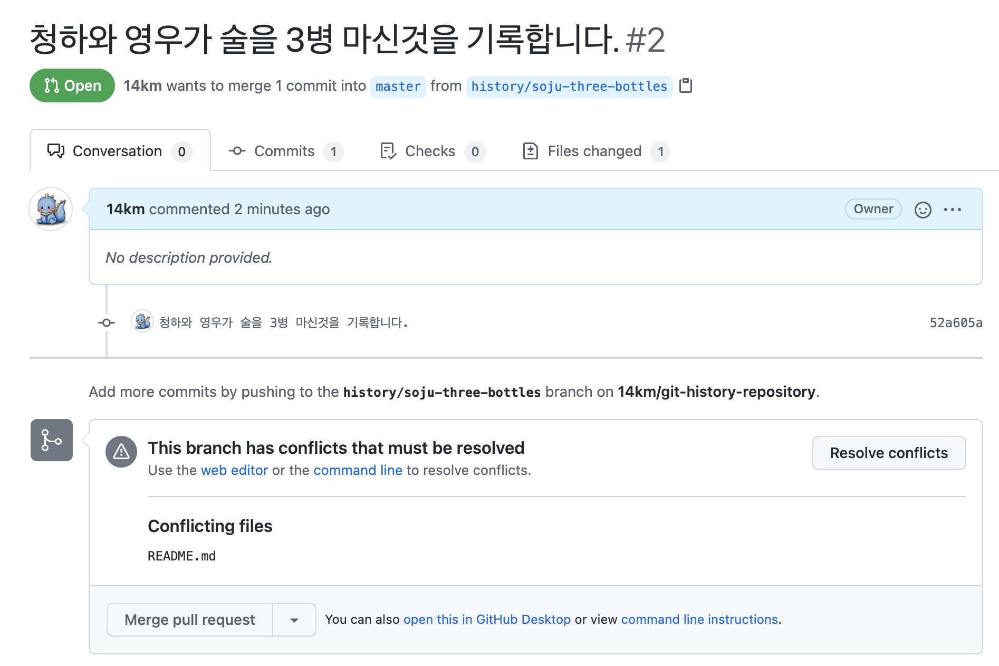 청하와 영우가 술을 3병 마신것을 기록합니다. #2
Open 14km wants to merge 1 commit into master from history/soju-three-bottles
Conversation 0 Commits 1 Checks 0 Files changed 1
14km commented 2 minutes ago Owner
No description provided.
청하와 영우가 술을 3병 마신것을 기록합니다. 52a605a
Add more commits by pushing to the history/soju-three-bottles branch on 14km/git-history-repository.
This branch has conflicts that must be resolved
Resolve conflicts
Use the web editor or the command line to resolve conflicts.
Conflicting files
README.md
Merge pull request You can also open this in GitHub Desktop or view command line instructions.